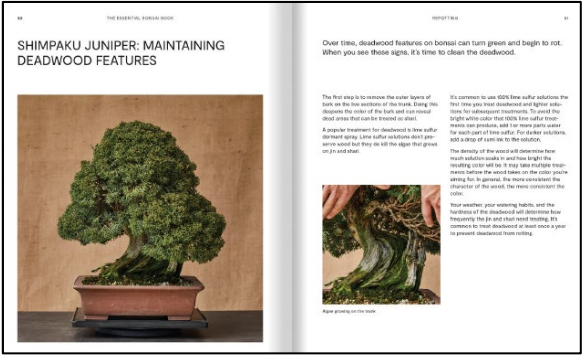 THE ESSENTIAL BONSAI BOOK
SHIMPAKU JUNIPER: MAINTAINING
DEADWOOD FEATURES
REPOTTING
Over time, deadwood features on bonsai can turn green and begin to rot.
When you see these signs, it's time to clean the deadwood.
The first step is to remove the outer layers of
bark on the live sections of the trunk. Doing this
deepens the color of the bark and can reveal
dead areas that can be treated as shari.
A popular treatment for deadwood is lime sulfur
dormant spray. Lime sulfur solutions don't pre-
serve wood but they do kill the algae that grows
on jin and shari.
It's common to use 100% lime sulfur solutions the
first time you treat deadwood and lighter solu-
tions for subsequent treatments. To avoid the
bright white color that 100% lime sulfur treat-
ments can produce, add 1 or more parts water
for each part of lime sulfur. For darker solutions,
add a drop of sumi ink to the solution.
The density of the wood will determine how
much solution soaks in and how bright the
resulting color will be. It may take multiple treat-
ments before the wood takes on the color you're
aiming for. In general, the more consistent the
character of the wood, the more consistent the
color.
Your weather, your watering habits, and the
hardness of the deadwood will determine how
frequently the jin and shari need treating. It's
common to treat deadwood at least once a year
to prevent deadwood from rotting.
Algae growing on the trunk